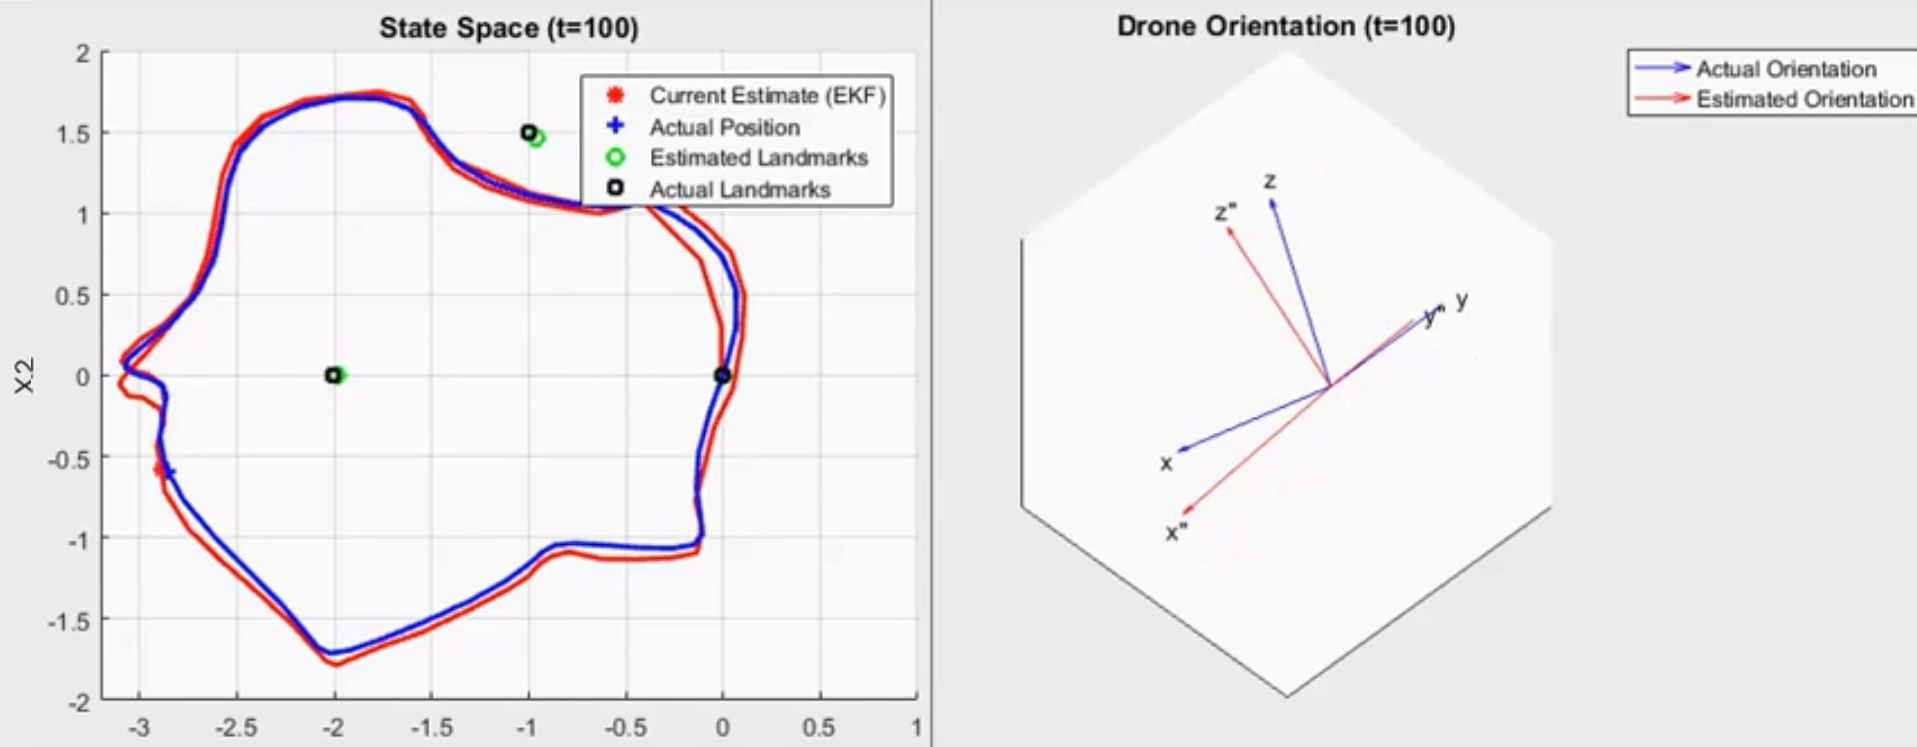 State Space (t=100)
2
1.5
1
0.5
0
-0.5
-1
-1.5
-2
X2
-3
-2.5
-2
-1.5
-1
-0.5
0
0.5
1
Current Estimate (EKF)
Actual Position
Estimated Landmarks
Actual Landmarks
Drone Orientation (t=100)
Actual Orientation
Estimated Orientation
z
z"
y
y"
x
x"